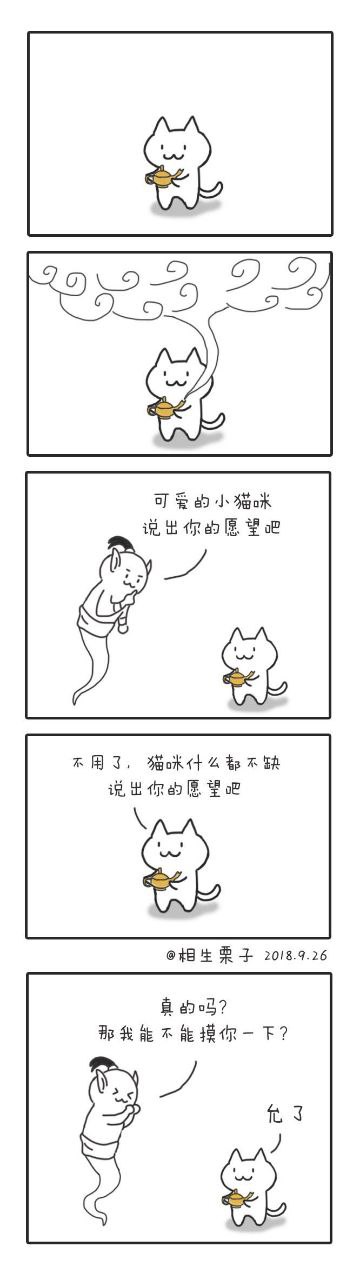 可爱的小猫咪
说出你的愿望吧
不用了，猫咪什么都不缺
说出你的愿望吧
@相生栗子 2018.9.26
真的吗?
那我能不能摸你一下?
允了